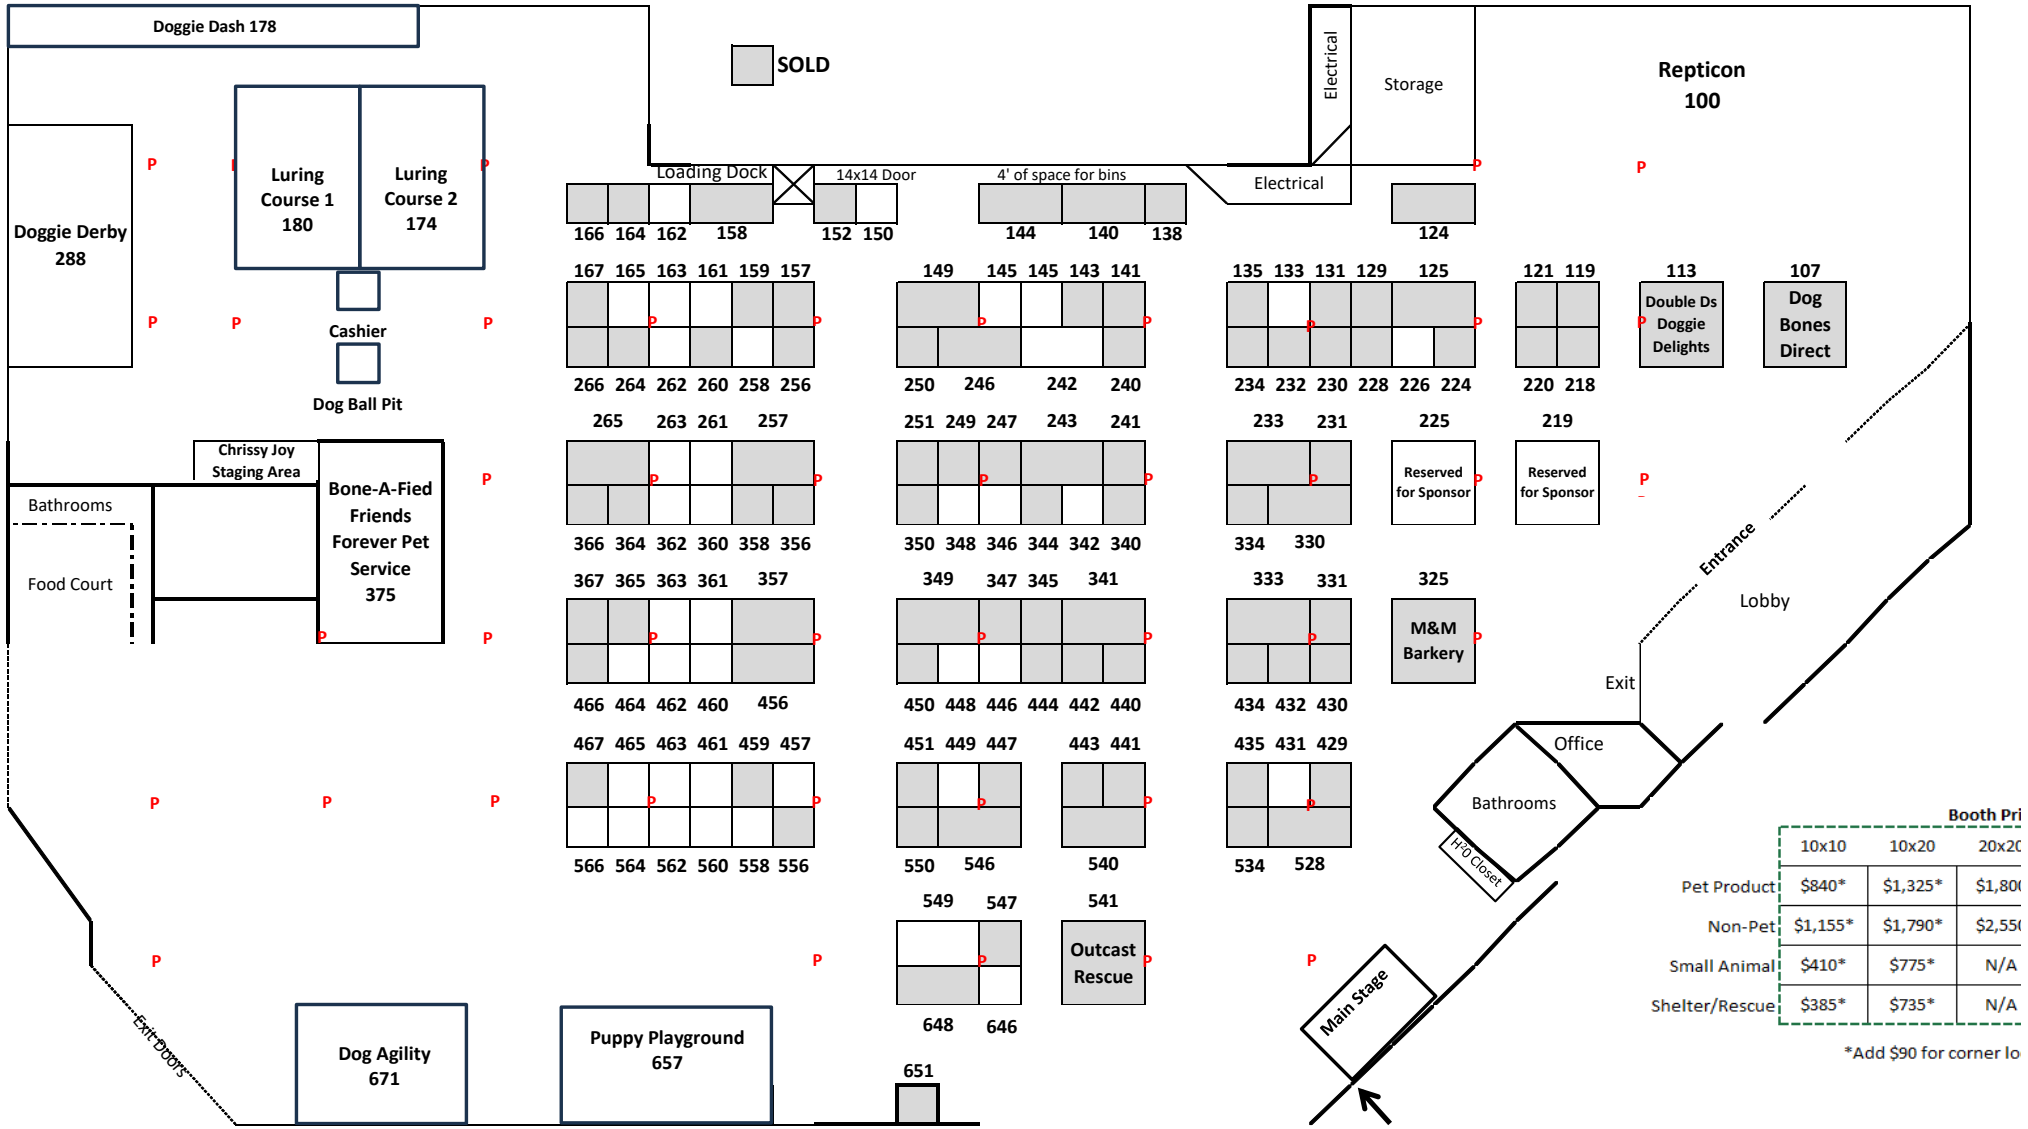 Doggie Dash 178
SOLD
Electrical
Storage
Repticon
100
Luring
Course 1
180
Luring
Course 2
174
Doggie Derby
288
Loading Dock
14x14 Door
4' of space for bins
Electrical
166 164 162 158 152 150 144 140 138 124
167 165 163 161 159 157 149 145 145 143 141 135 133 131 129 125 121 119 113 107
Double Ds
Doggie
Delights
Dog
Bones
Direct
Cashier
Dog Ball Pit
266 264 262 260 258 256 250 246 242 240 234 232 230 228 226 224 220 218
265 263 261 257 251 249 247 243 241 233 231 225 219
Chrissy Joy
Staging Area
Reserved
for Sponsor
Reserved
for Sponsor
Bone-A-Fied
Friends
Forever Pet
Service
375
Bathrooms
Food Court
366 364 362 360 358 356 350 348 346 344 342 340 334 330
367 365 363 361 357 349 347 345 341 333 331 325
M&M
Barkery
Entrance
Lobby
Exit
466 464 462 460 456 450 448 446 444 442 440 434 432 430
467 465 463 461 459 457 451 449 447 443 441 435 431 429
Office
Bathrooms
H²0 Closet
566 564 562 560 558 556 550 546 540 534 528
549 547 541
Outcast
Rescue
648 646
Main Stage
Exit Doors
Dog Agility
671
Puppy Playground
657
651
Booth Pri
10x10 10x20 20x20
Pet Product $840* $1,325* $1,800
Non-Pet $1,155* $1,790* $2,550
Small Animal $410* $775* N/A
Shelter/Rescue $385* $735* N/A
*Add $90 for corner lo
P P P P P
P P P P P P P P P
P P P P P P P
P P P P P P P
P P P P P P P P
P P P P P